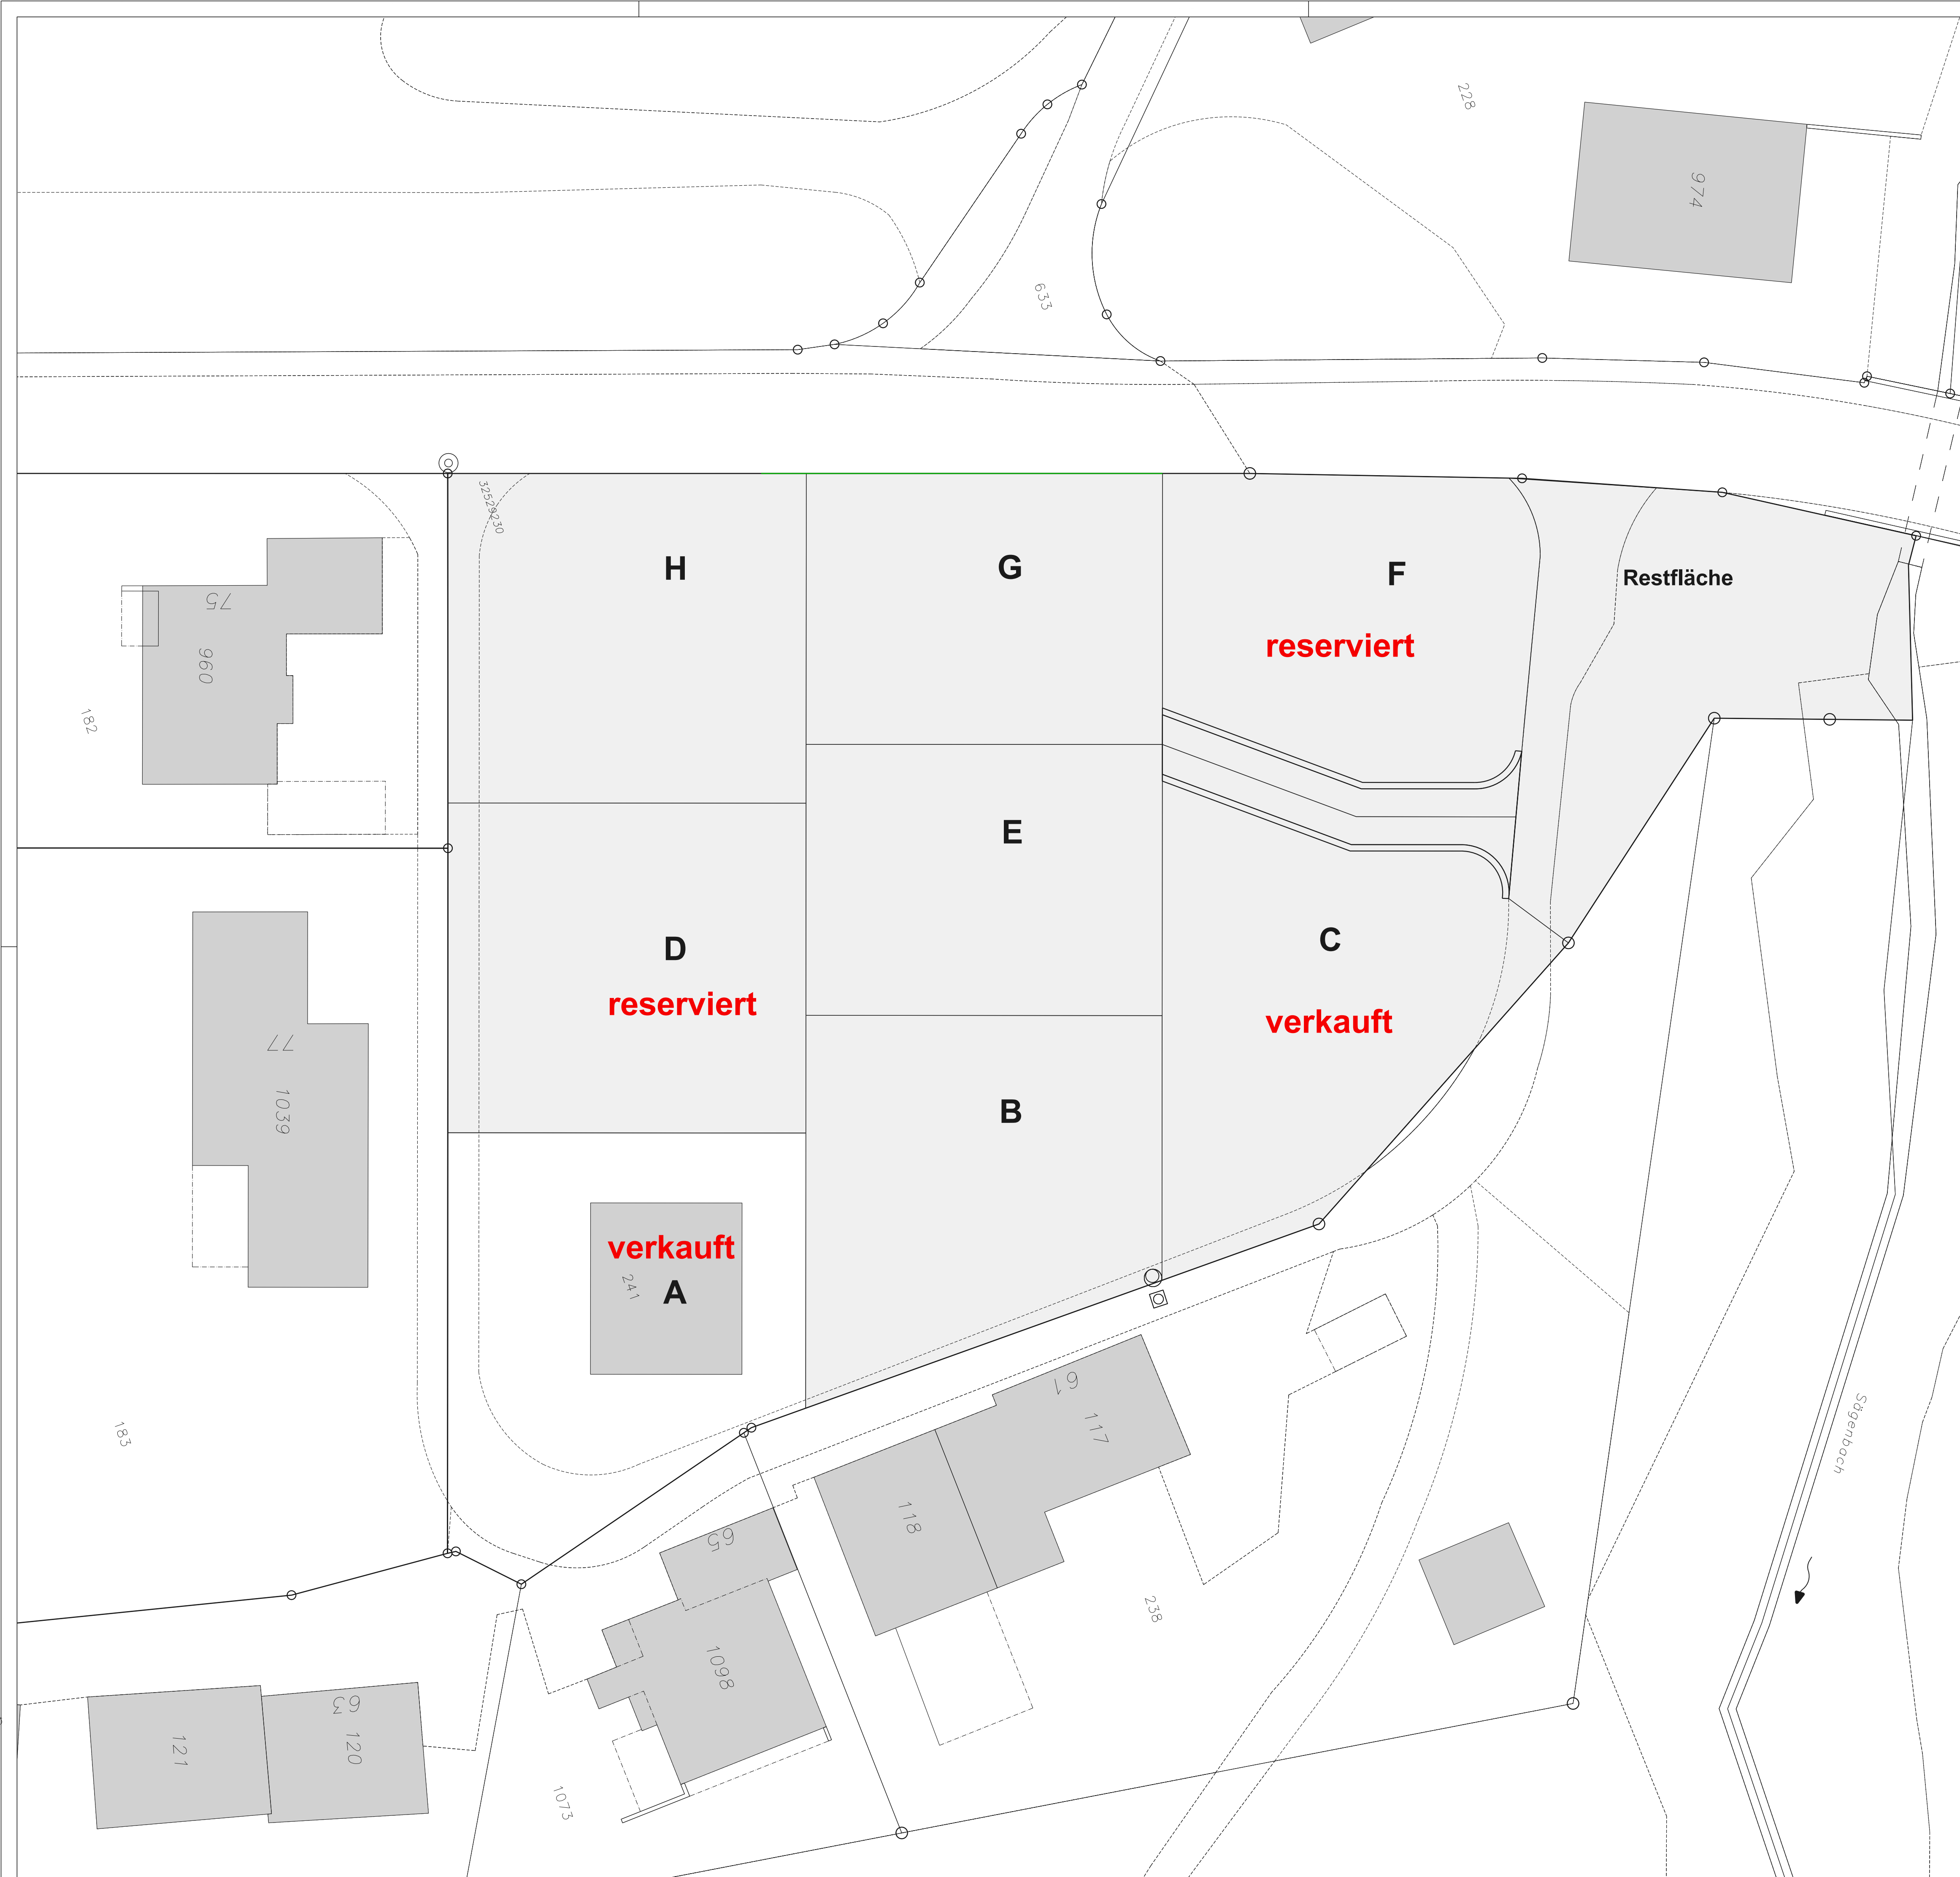 228
974
633
32529230
H
G
F
Restfläche
reserviert
75
960
182
E
D
reserviert
C
verkauft
77
1039
B
verkauft
241
A
183
61
117
118
65
1098
238
Sägenbach
63
120
121
1073